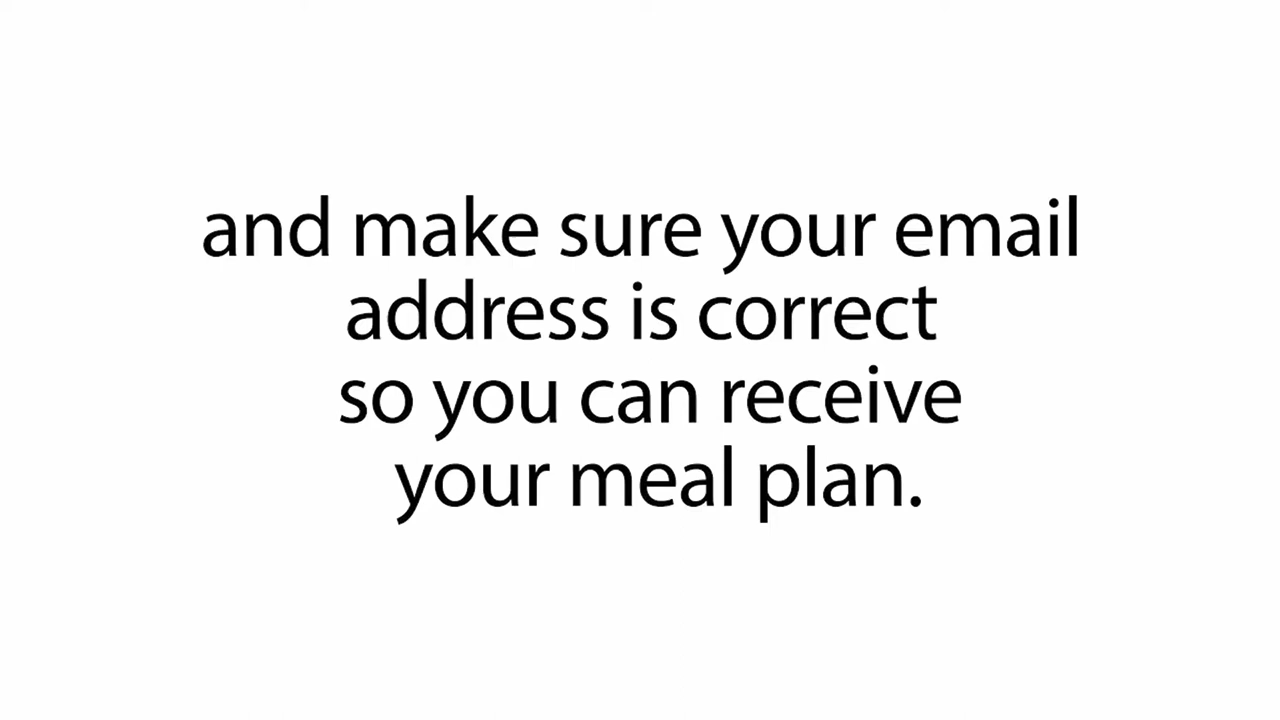 and make sure your email
address is correct
so you can receive
your meal plan.